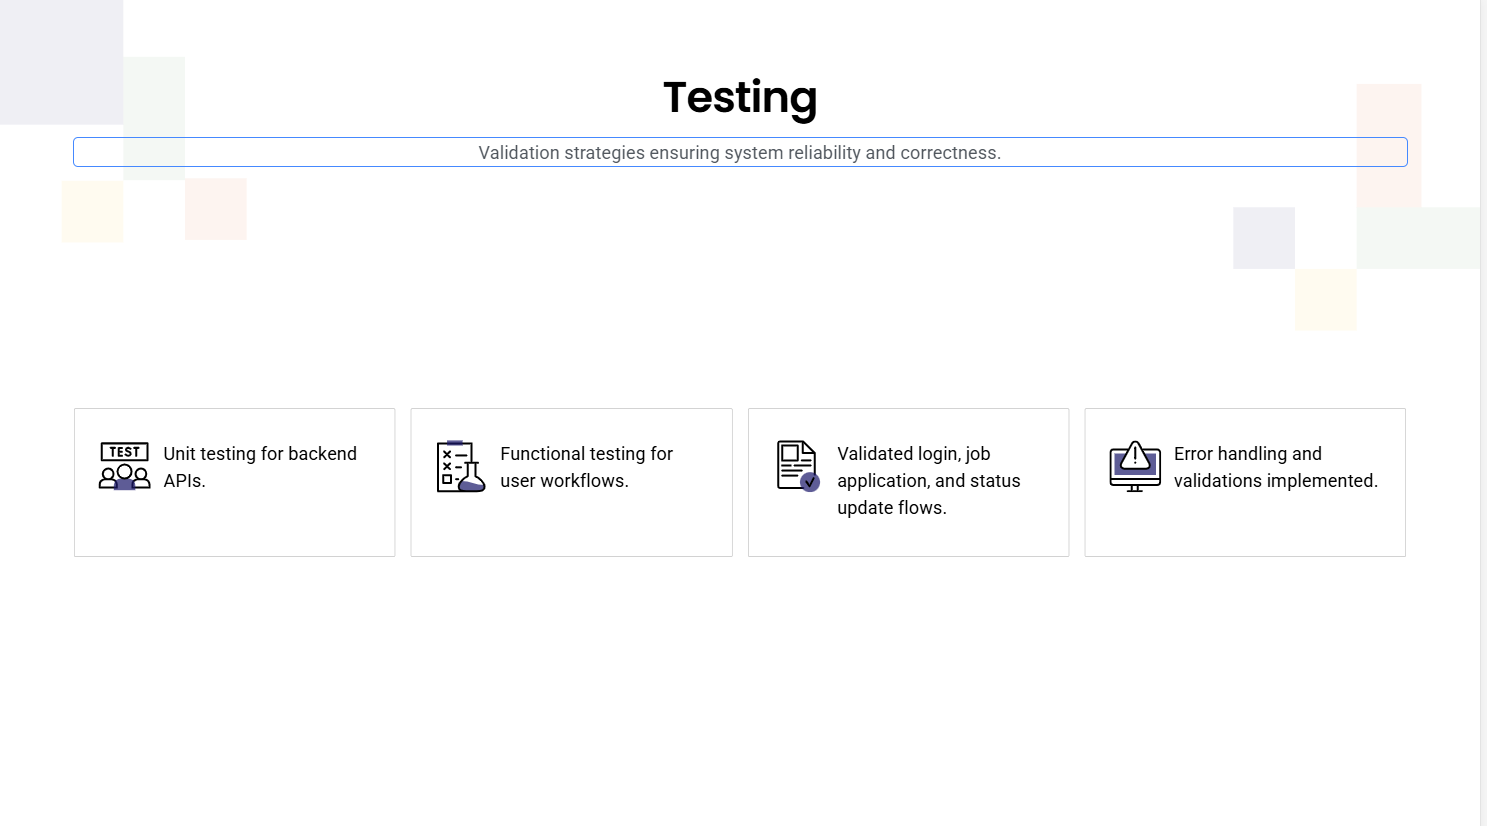 Testing
Validation strategies ensuring system reliability and correctness.
TEST
Unit testing for backend
APIs.
Functional testing for
user workflows.
Validated login, job
application, and status
update flows.
Error handling and
validations implemented.